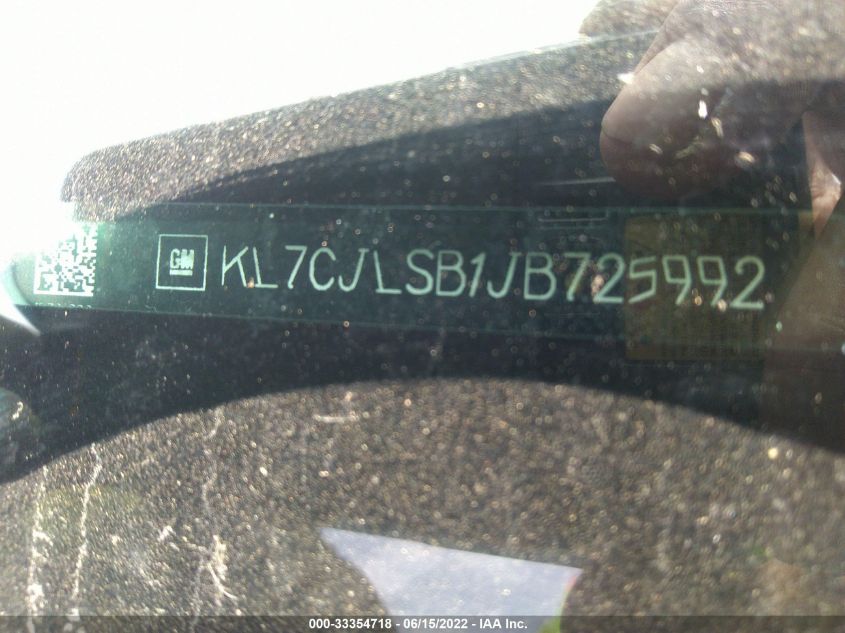 GM KL7CJLSB1JB725992
000-33354718 - 06/15/2022 - IAA Inc.